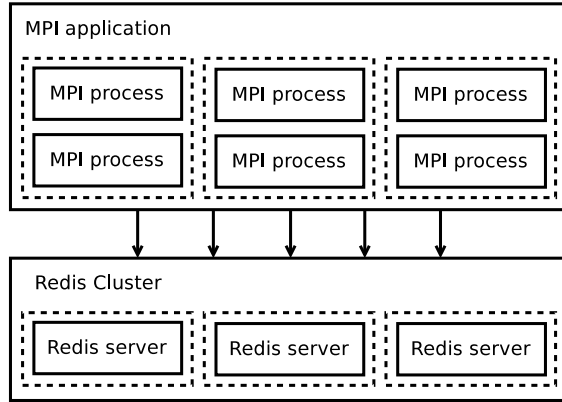 MPI application
MPI process MPI process MPI process
MPI process MPI process MPI process
Redis Cluster
Redis server Redis server Redis server